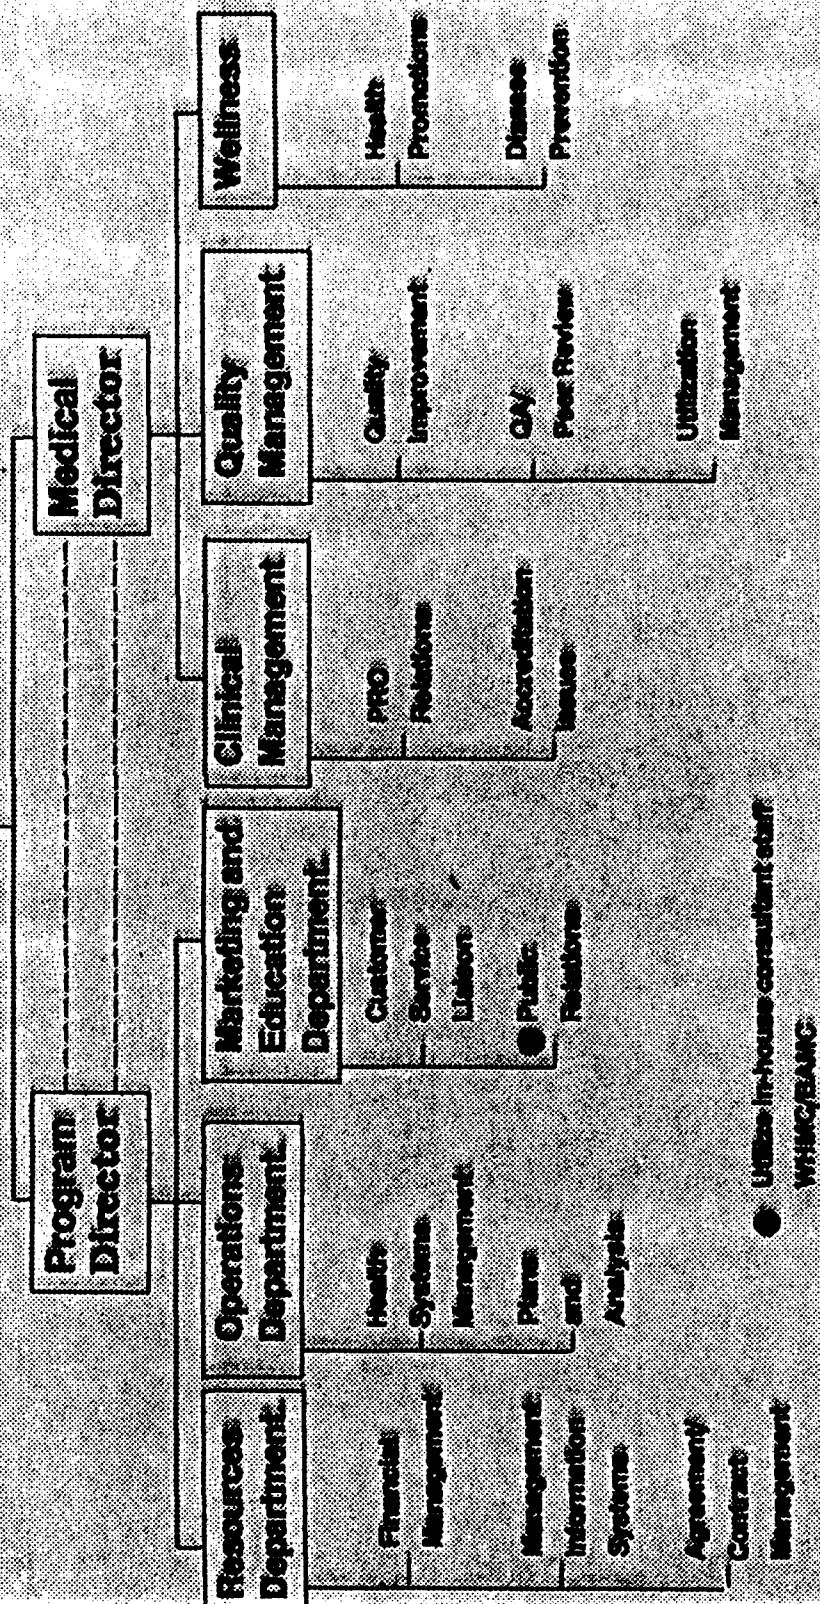 Program
Director
Medical
Director
Resources
Department
Operations
Department
Marketing and
Education
Department
Clinical
Management
Quality
Management
Wellness
Financial
Management
Management
Information
Systems
Agreement/
Contract
Management
Health
Systems
Management
Plans
and
Analysis
Customer
Service
Liaison
Public
Relations
PRO
Relations
Accreditation
Issues
Quality
Improvement
QA/
Peer Review
Utilization
Management
Health
Promotions
Disease
Prevention
Utilize in-house consultant staff
WHMC/BAMC